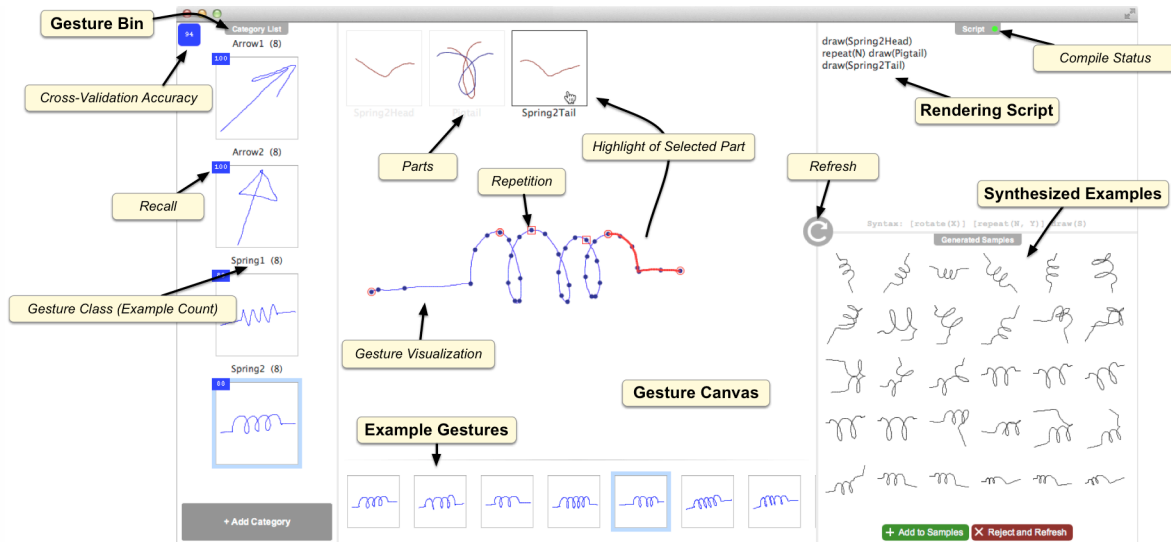 Gesture Bin
94
Category List
Arrow1 (8)
100
Cross-Validation Accuracy
Arrow2 (8)
100
Recall
Spring1 (8)
Gesture Class (Example Count)
Spring2 (8)
80
+ Add Category
Spring2Head
Pigtail
Spring2Tail
Parts
Highlight of Selected Part
Repetition
Gesture Visualization
Gesture Canvas
Example Gestures
Script
draw(Spring2Head)
repeat(N) draw(Pigtail)
draw(Spring2Tail)
Compile Status
Rendering Script
Refresh
Synthesized Examples
Syntax: [rotate(X)] [repeat(N, Y)] draw(S)
Generated Samples
+ Add to Samples
X Reject and Refresh